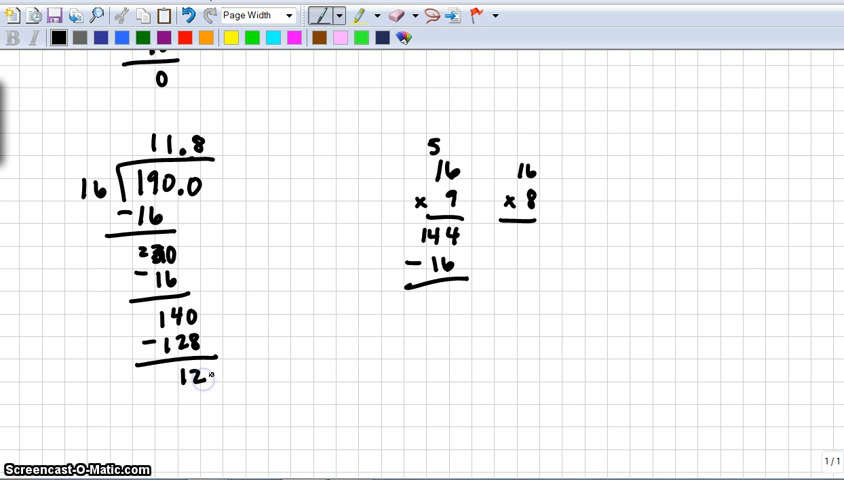 Page Width
B I
0
11.8
16 190.0
-16
30
-16
140
-128
12
5
16
x 9
144
- 16
16
x 8
1 / 1
Screencast-O-Matic.com